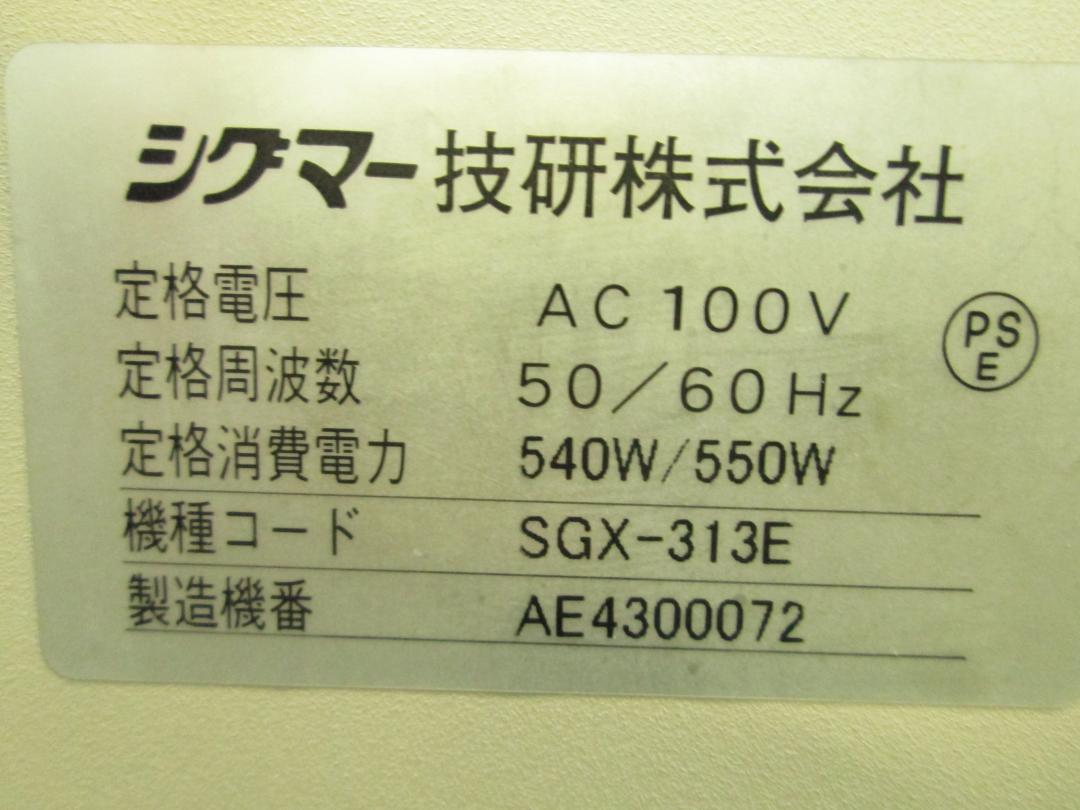 シグマー技研株式会社
定格電圧 AC100V
定格周波数 50／60Hz
定格消費電力 540W/550W
機種コード SGX-313E
製造機番 AE4300072
PS
E